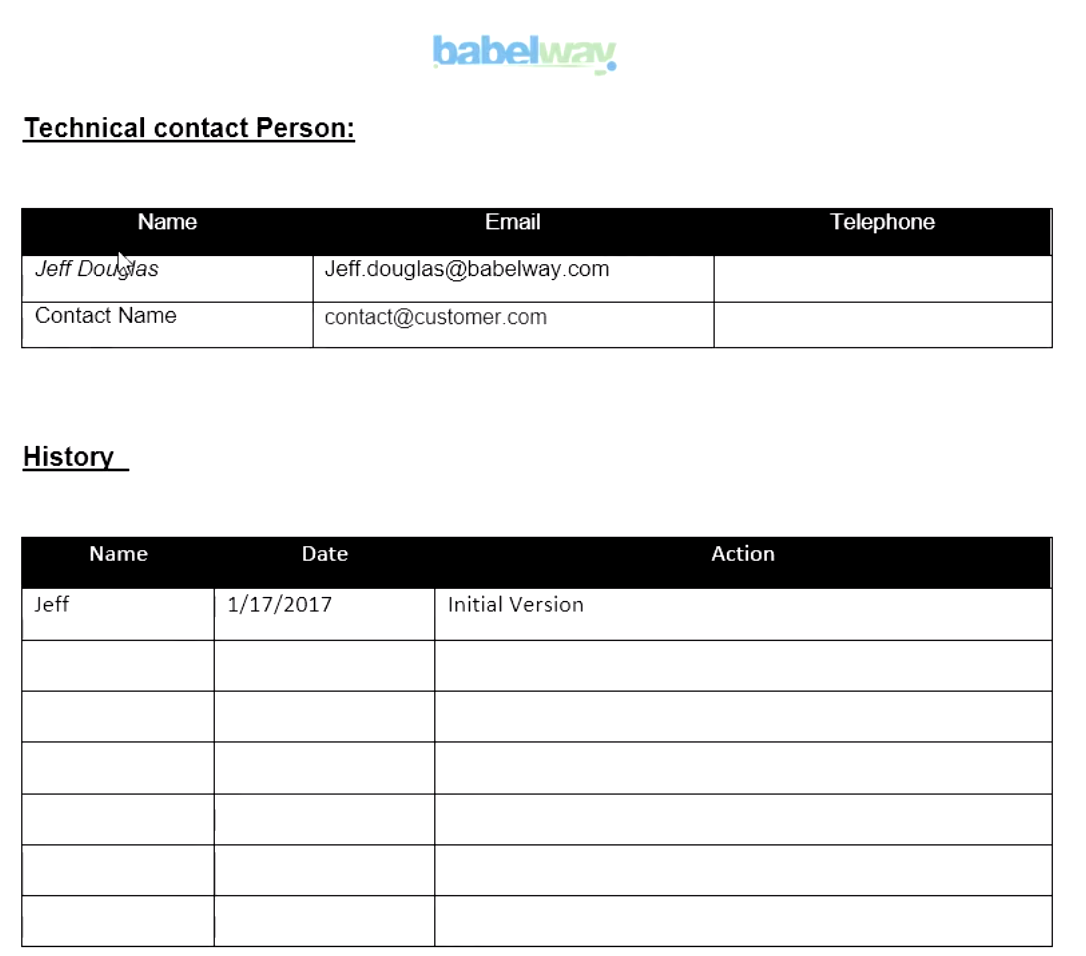 babelway
Technical contact Person:
Name Email Telephone
Jeff Douglas Jeff.douglas@babelway.com
Contact Name contact@customer.com
History
Name Date Action
Jeff 1/17/2017 Initial Version